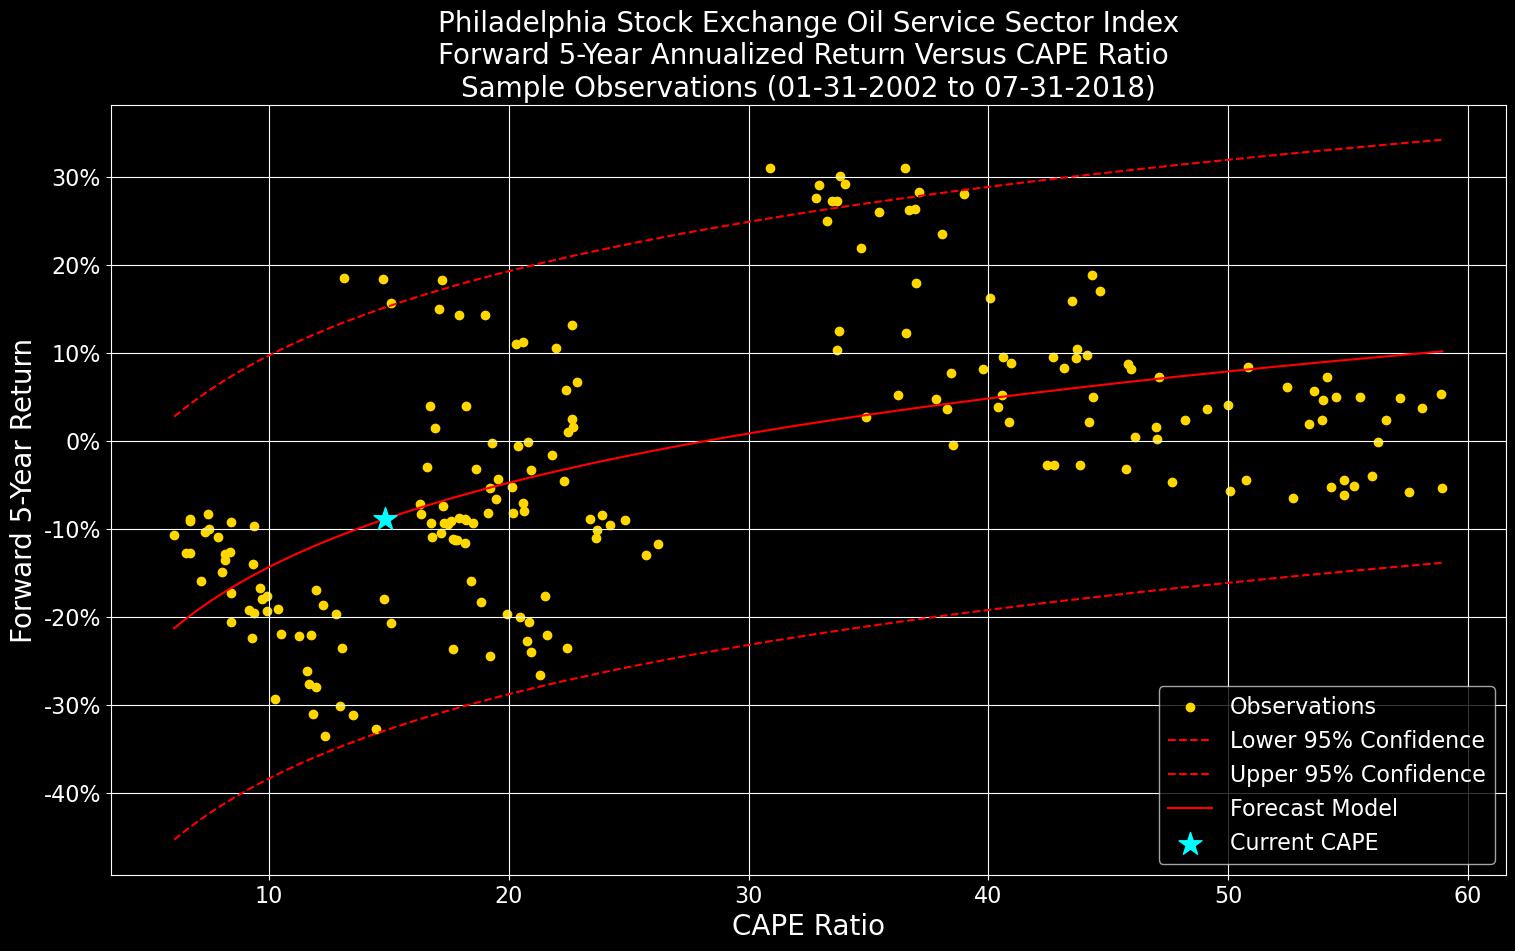 Philadelphia Stock Exchange Oil Service Sector Index
Forward 5-Year Annualized Return Versus CAPE Ratio
Sample Observations (01-31-2002 to 07-31-2018)
Forward 5-Year Return
30%
20%
10%
0%
-10%
-20%
-30%
-40%
Observations
Lower 95% Confidence
Upper 95% Confidence
Forecast Model
Current CAPE
10 20 30 40 50 60
CAPE Ratio